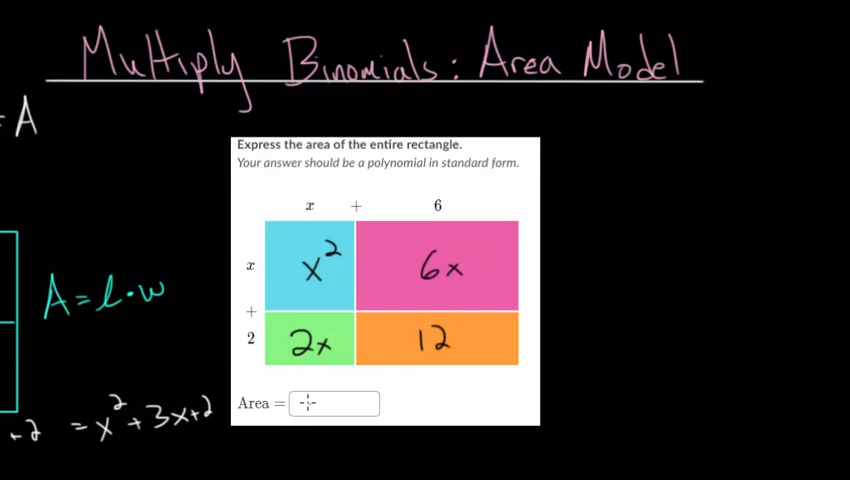 Multiply Binomials: Area Model
= A
Express the area of the entire rectangle.
Your answer should be a polynomial in standard form.
x + 6
x x² 6x
+
2 2x 12
A = l · w
Area =
+2 = x² + 3x + 2